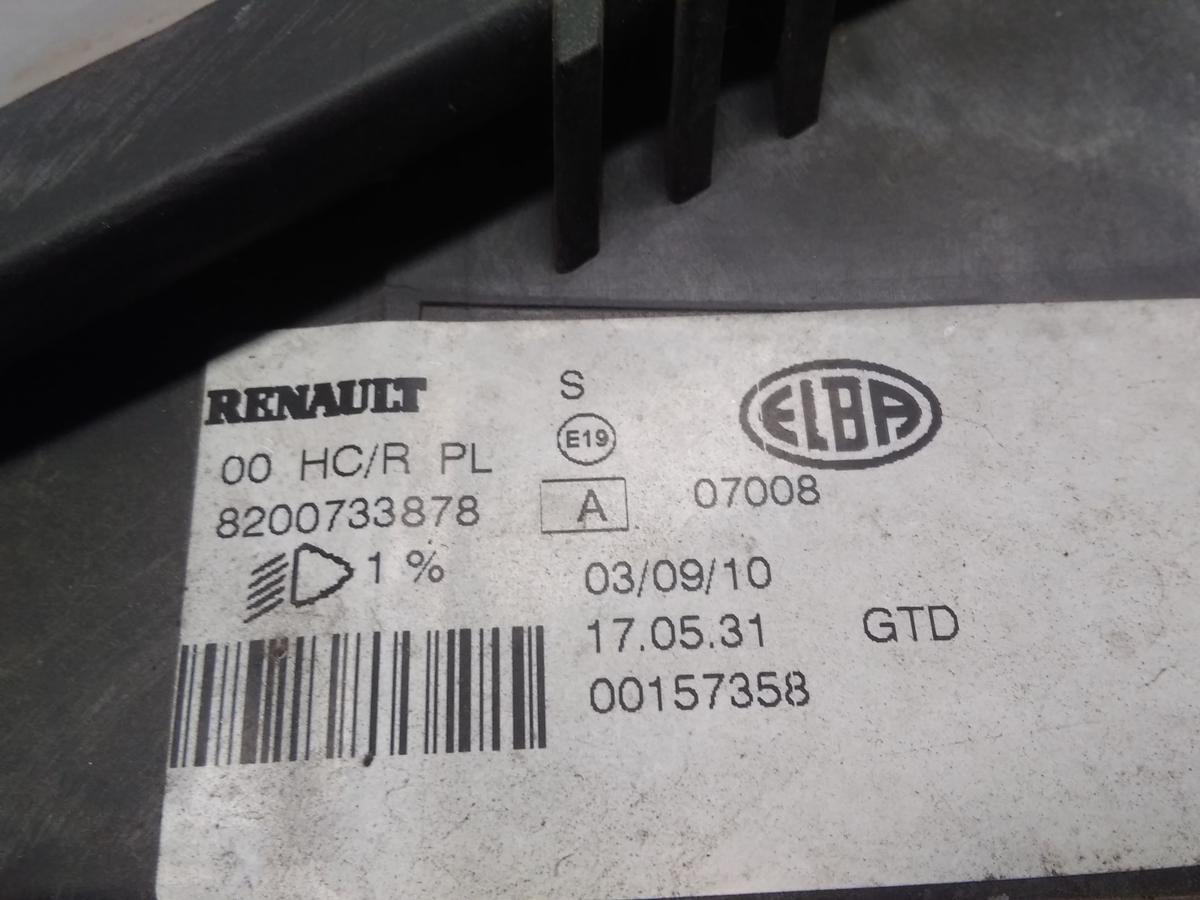 RENAULT
S
ELBA
00 HC/R PL
E19
8200733878
A
07008
1 %
03/09/10
17.05.31
GTD
00157358